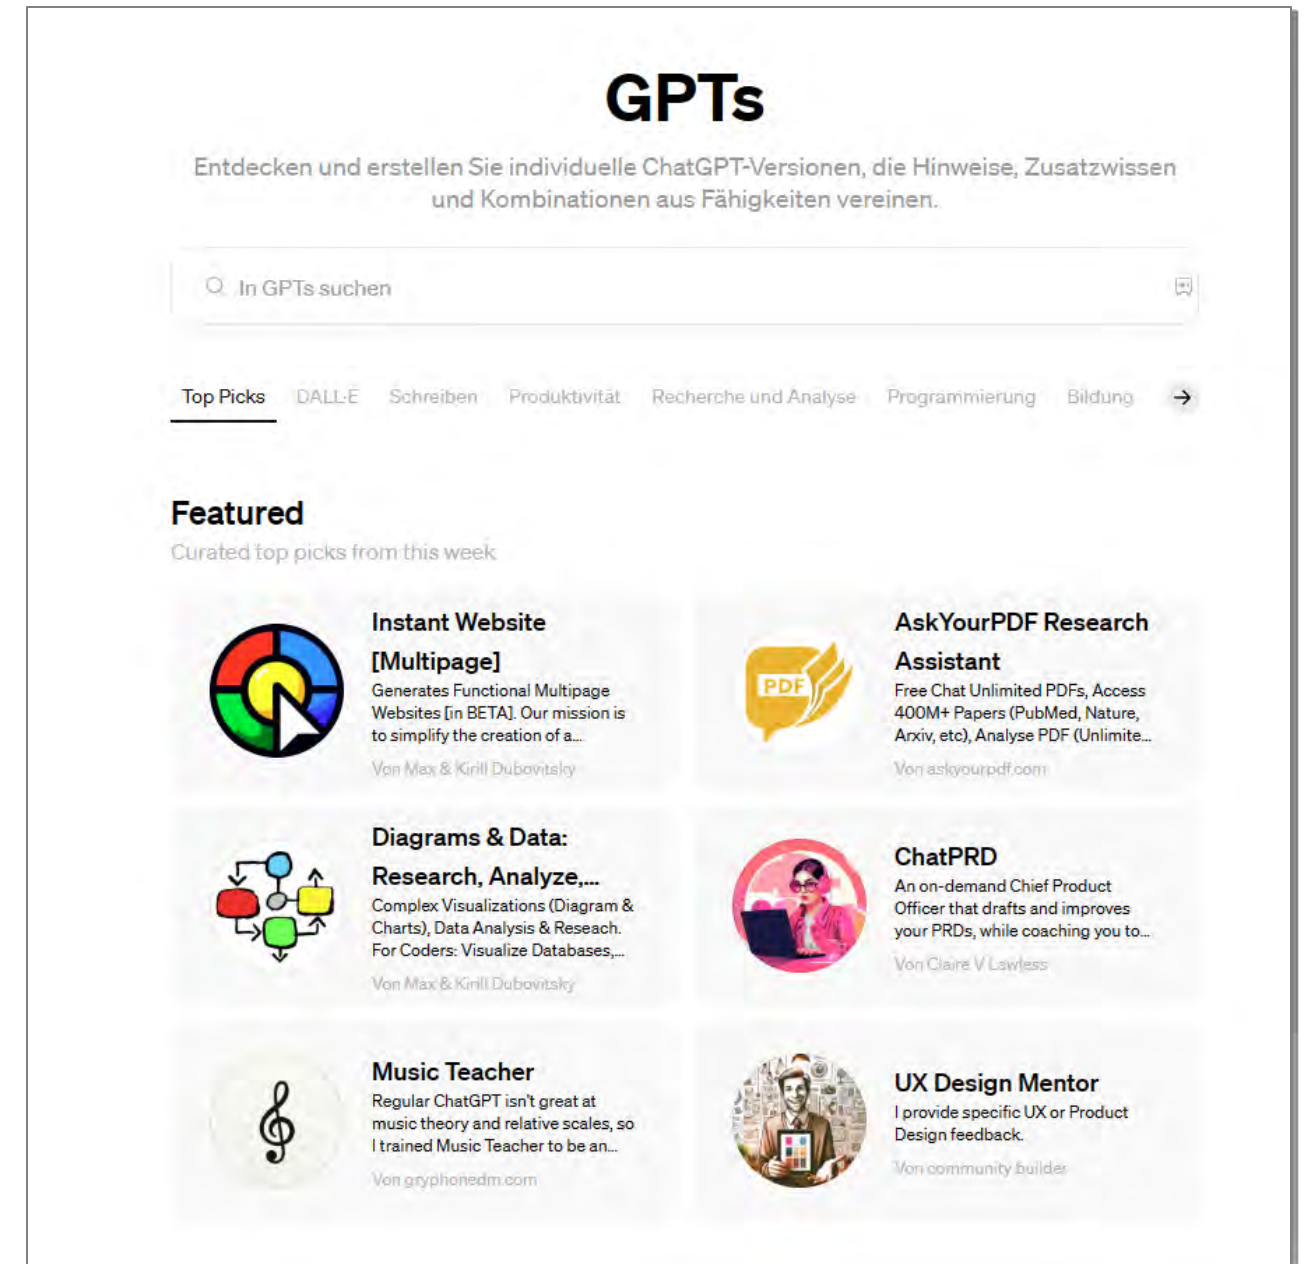 GPTs
Entdecken und erstellen Sie individuelle ChatGPT-Versionen, die Hinweise, Zusatzwissen
und Kombinationen aus Fähigkeiten vereinen.
In GPTs suchen
Top Picks DALL·E Schreiben Produktivität Recherche und Analyse Programmierung Bildung
Featured
Curated top picks from this week
Instant Website
[Multipage]
Generates Functional Multipage
Websites [in BETA]. Our mission is
to simplify the creation of a...
Von Max & Kirill Dubovitsky
PDF
AskYourPDF Research
Assistant
Free Chat Unlimited PDFs, Access
400M+ Papers (PubMed, Nature,
Arxiv, etc), Analyse PDF (Unlimite...
Von askyourpdf.com
Diagrams & Data:
Research, Analyze,...
Complex Visualizations (Diagram &
Charts), Data Analysis & Reseach.
For Coders: Visualize Databases,...
Von Max & Kirill Dubovitsky
ChatPRD
An on-demand Chief Product
Officer that drafts and improves
your PRDs, while coaching you to...
Von Claire V Lawless
Music Teacher
Regular ChatGPT isn't great at
music theory and relative scales, so
I trained Music Teacher to be an...
Von gryphonedm.com
UX Design Mentor
I provide specific UX or Product
Design feedback.
Von community builder